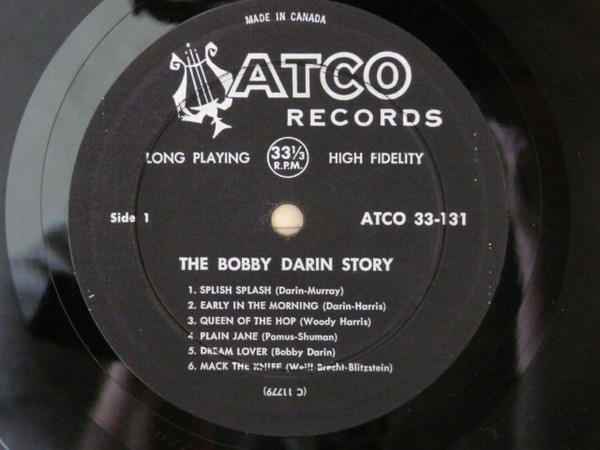 MADE IN CANADA
ATCO
RECORDS
LONG PLAYING 33⅓ R.P.M. HIGH FIDELITY
Side 1 ATCO 33-131
THE BOBBY DARIN STORY
1. SPLISH SPLASH (Darin-Murray)
2. EARLY IN THE MORNING (Darin-Harris)
3. QUEEN OF THE HOP (Woody Harris)
4 PLAIN JANE (Pomus-Shuman)
5. DREAM LOVER (Bobby Darin)
6. MACK THE KNIFE (Weill-Brecht-Blitzstein)
(C 11779)